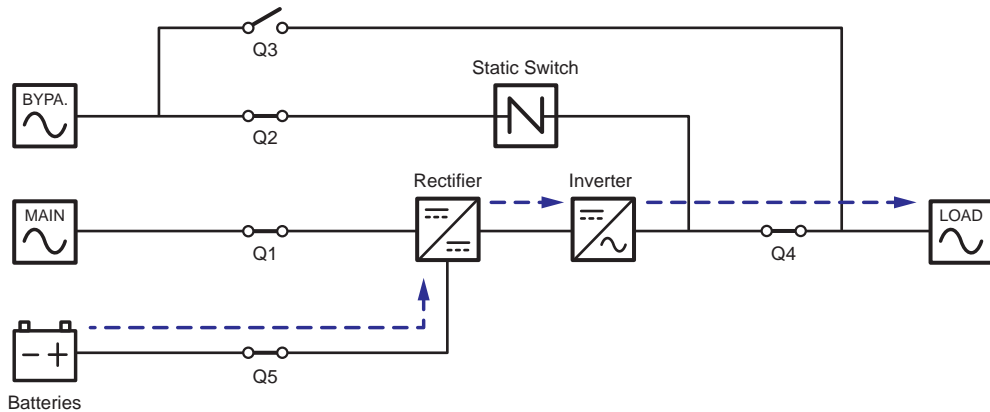 Q3
Static Switch
BYPA.
Q2
Rectifier
Inverter
MAIN
LOAD
Q1
Q4
Q5
Batteries